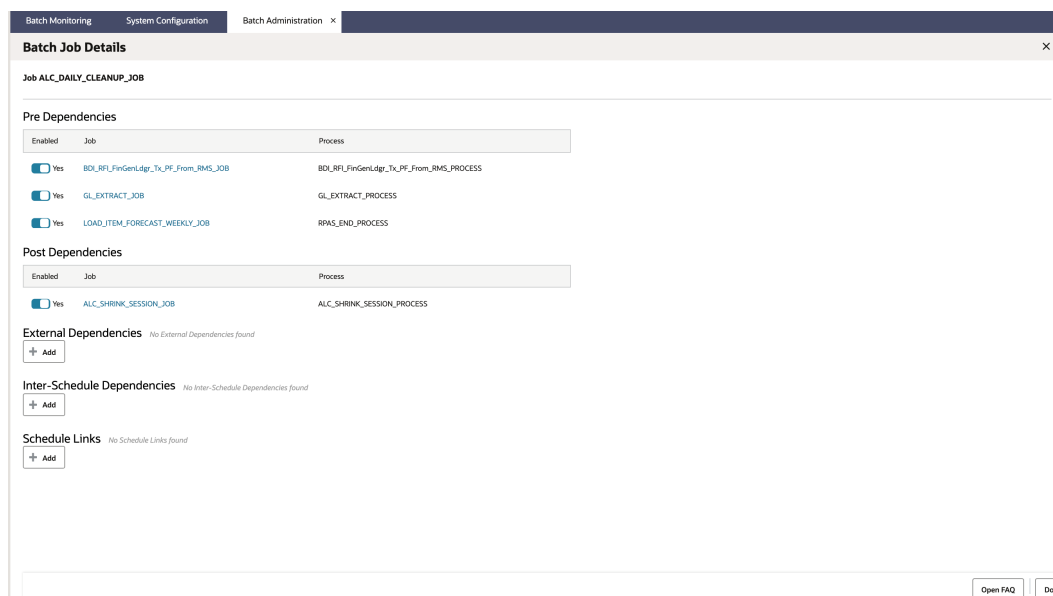 Batch Monitoring System Configuration Batch Administration ×
Batch Job Details ×
Job ALC_DAILY_CLEANUP_JOB
Pre Dependencies
Enabled Job Process
Yes BDI_RFI_FinGenLdgr_Tx_PF_From_RMS_JOB BDI_RFI_FinGenLdgr_Tx_PF_From_RMS_PROCESS
Yes GL_EXTRACT_JOB GL_EXTRACT_PROCESS
Yes LOAD_ITEM_FORECAST_WEEKLY_JOB RPAS_END_PROCESS
Post Dependencies
Enabled Job Process
Yes ALC_SHRINK_SESSION_JOB ALC_SHRINK_SESSION_PROCESS
External Dependencies No External Dependencies found
+ Add
Inter-Schedule Dependencies No Inter-Schedule Dependencies found
+ Add
Schedule Links No Schedule Links found
+ Add
Open FAQ Do